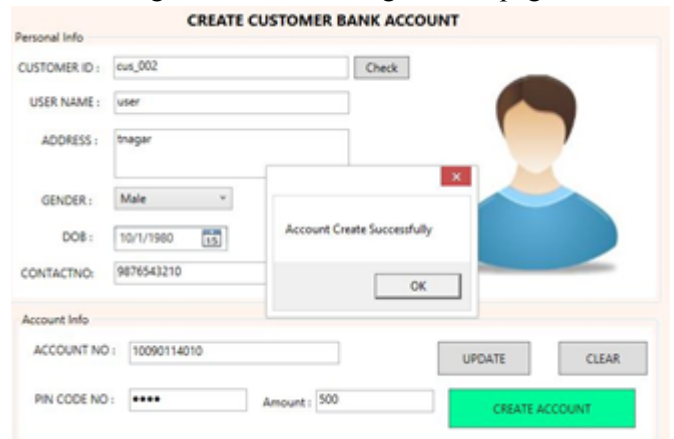 CREATE CUSTOMER BANK ACCOUNT
Personal Info
CUSTOMER ID : cus_002 Check
USER NAME : user
ADDRESS : tnagar
GENDER : Male
Account Create Successfully
DOB : 10/1/1980 15
CONTACTNO: 9876543210
OK
Account Info
ACCOUNT NO : 10090114010 UPDATE CLEAR
PIN CODE NO : •••• Amount : 500 CREATE ACCOUNT